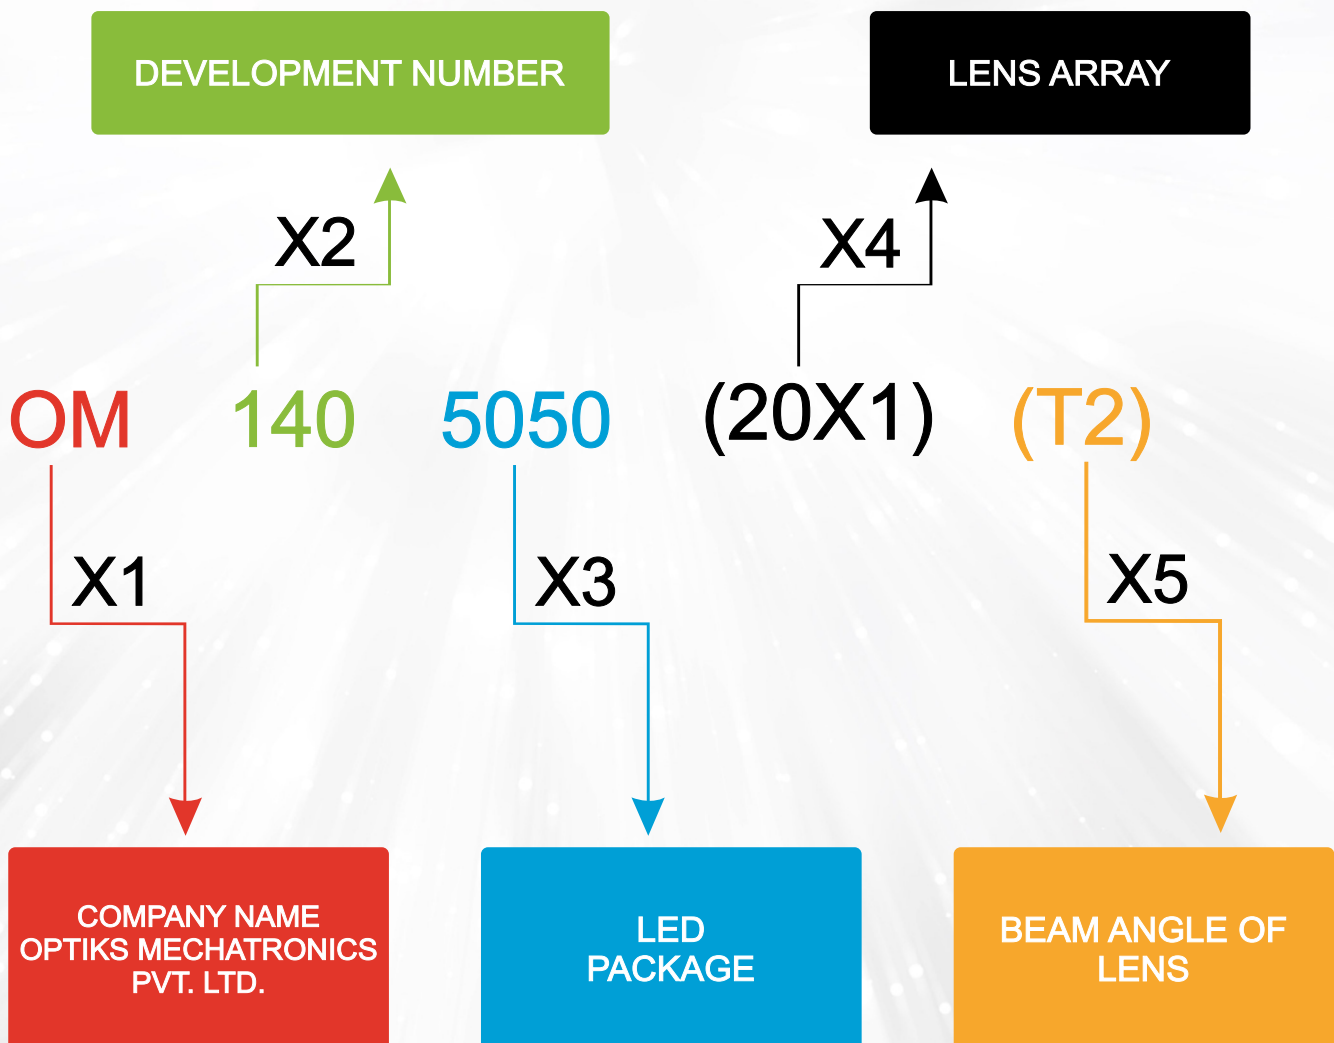 DEVELOPMENT NUMBER
LENS ARRAY
X2
X4
OM 140 5050 (20X1) (T2)
X1
X3
X5
COMPANY NAME
OPTIKS MECHATRONICS
PVT. LTD.
LED
PACKAGE
BEAM ANGLE OF
LENS